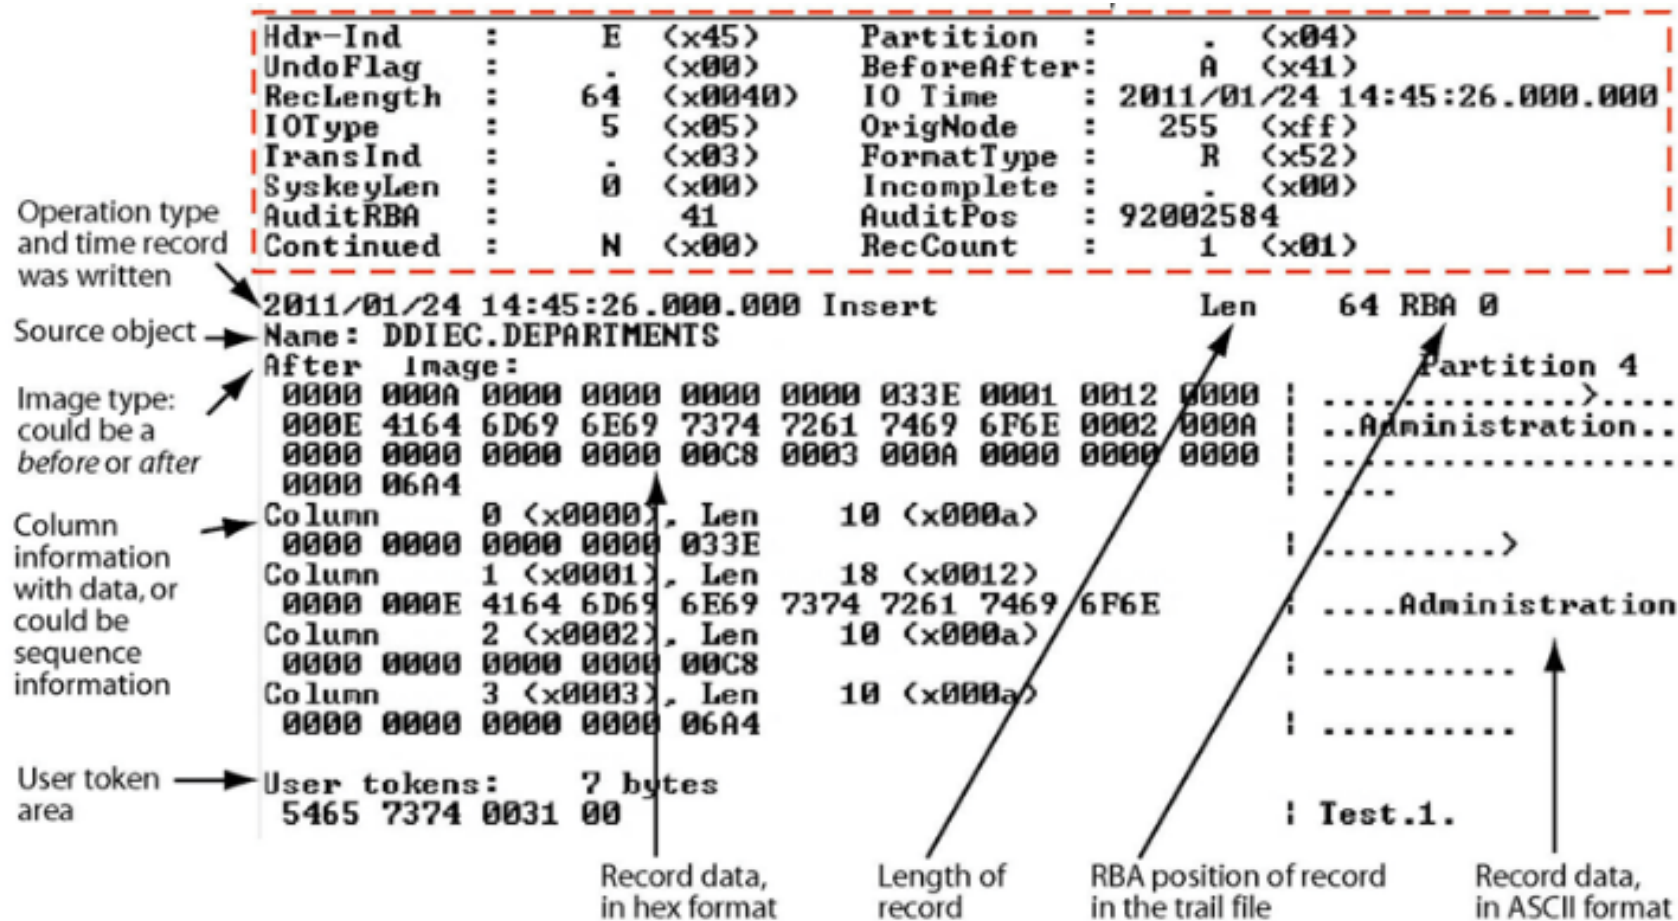 Hdr-Ind    :     E  (x45)     Partition  :     .  (x04)
UndoFlag   :     .  (x00)     BeforeAfter:     A  (x41)
RecLength  :    64  (x0040)   IO Time    : 2011/01/24 14:45:26.000.000
IOType     :     5  (x05)     OrigNode   :   255  (xff)
TransInd   :     .  (x03)     FormatType :     R  (x52)
SyskeyLen  :     0  (x00)     Incomplete :     .  (x00)
AuditRBA   :         41       AuditPos   : 92002584
Continued  :     N  (x00)     RecCount   :     1  (x01)
Operation type
and time record
was written
2011/01/24 14:45:26.000.000 Insert              Len    64 RBA 0
Source object
Name: DDIEC.DEPARTMENTS
After  Image:                                             Partition 4
Image type:
could be a
before or after
0000 000A 0000 0000 0000 0000 033E 0001 0012 0000 | .............>....
000E 4164 6D69 6E69 7374 7261 7469 6F6E 0002 000A | ..Administration..
0000 0000 0000 0000 00C8 0003 000A 0000 0000 0000 | ..................
0000 06A4                                         | ....
Column
information
with data, or
could be
sequence
information
Column     0 (x0000), Len    10 (x000a)
0000 0000 0000 0000 033E                          | .........>
Column     1 (x0001), Len    18 (x0012)
0000 000E 4164 6D69 6E69 7374 7261 7469 6F6E      | ....Administration
Column     2 (x0002), Len    10 (x000a)
0000 0000 0000 0000 00C8                          | ..........
Column     3 (x0003), Len    10 (x000a)
0000 0000 0000 0000 06A4                          | ..........
User token
area
User tokens:    7 bytes
5465 7374 0031 00                                 | Test.1.
Record data,
in hex format
Length of
record
RBA position of record
in the trail file
Record data,
in ASCII format